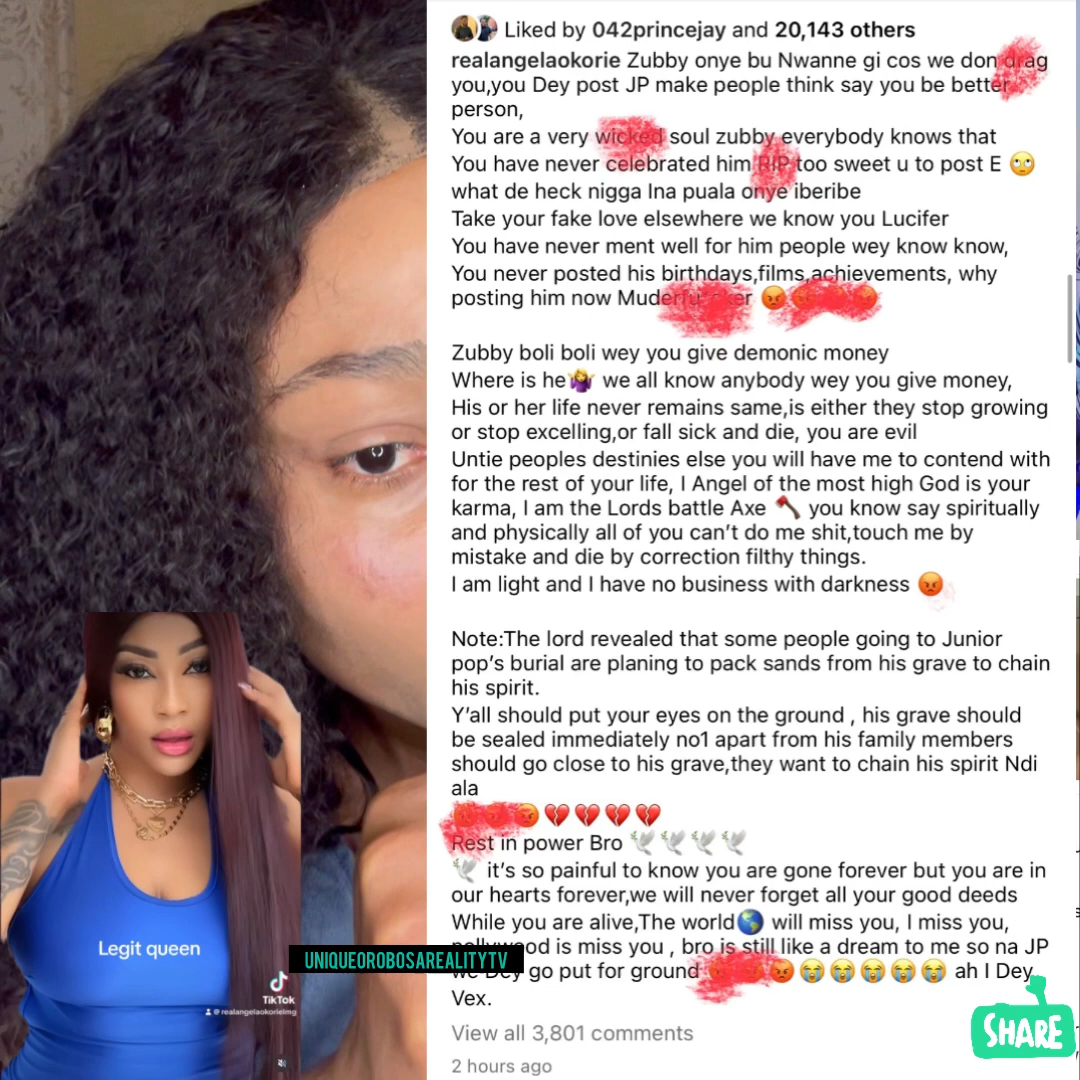 Liked by 042princejay and 20,143 others
realangelaokorie Zubby onye bu Nwanne gi cos we don drag
you,you Dey post JP make people think say you be better
person,
You are a very wicked soul zubby everybody knows that
You have never celebrated him RIP too sweet u to post E 🙄
what de heck nigga Ina puala onye iberibe
Take your fake love elsewhere we know you Lucifer
You have never ment well for him people wey know know,
You never posted his birthdays,films,achievements, why
posting him now 😡
Zubby boli boli wey you give demonic money
Where is he🤷‍♀️ we all know anybody wey you give money,
His or her life never remains same,is either they stop growing
or stop excelling,or fall sick and die, you are evil
Untie peoples destinies else you will have me to contend with
for the rest of your life, I Angel of the most high God is your
karma, I am the Lords battle Axe 🪓 you know say spiritually
and physically all of you can’t do me shit,touch me by
mistake and die by correction filthy things.
I am light and I have no business with darkness 😡
Note:The lord revealed that some people going to Junior
pop’s burial are planing to pack sands from his grave to chain
his spirit.
Y’all should put your eyes on the ground , his grave should
be sealed immediately no1 apart from his family members
should go close to his grave,they want to chain his spirit Ndi
ala
😡😡😡💔💔💔💔
Rest in power Bro 🕊️🕊️🕊️🕊️
🕊️ it’s so painful to know you are gone forever but you are in
our hearts forever,we will never forget all your good deeds
While you are alive,The world🌎 will miss you, I miss you,
nollywood is miss you , bro is still like a dream to me so na JP
we Dey go put for ground 😡😡😡😭😭😭😭😭 ah I Dey
Vex.
View all 3,801 comments
2 hours ago
Legit queen
UNIQUEOROBOSAREALITYTV
TikTok
@realangelaokorielmg
SHARE